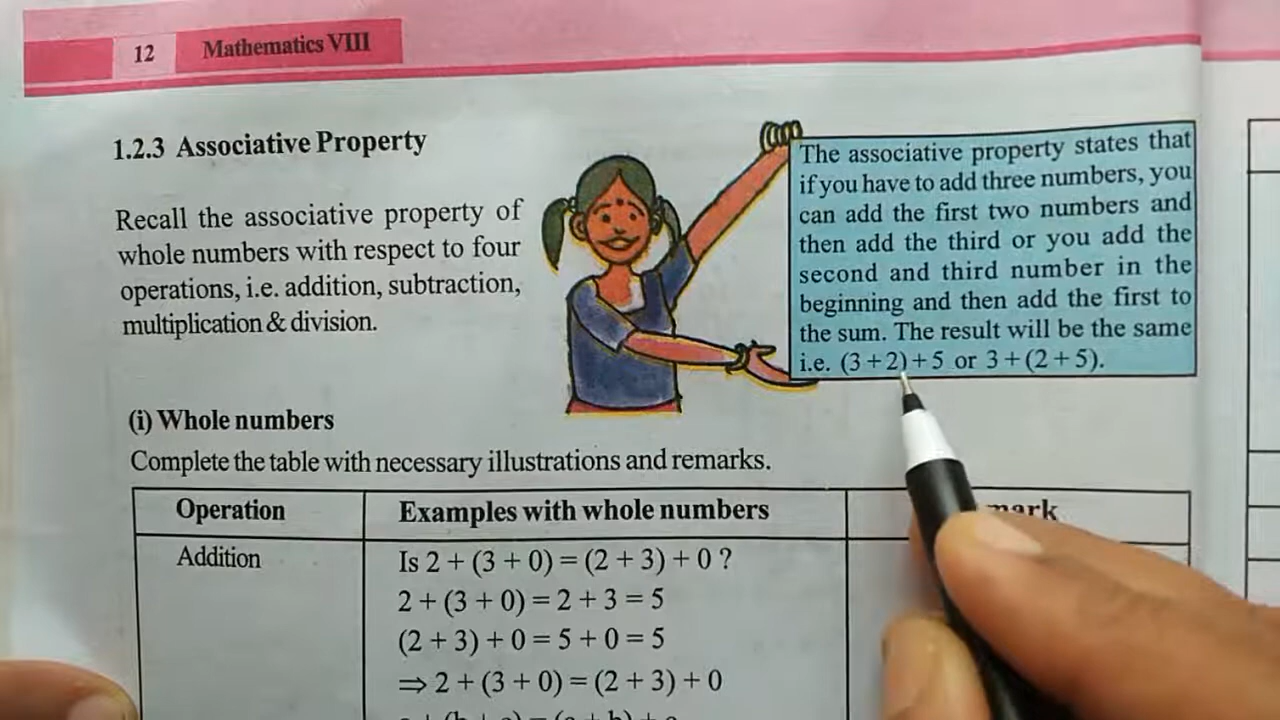 12 Mathematics VIII
1.2.3 Associative Property
Recall the associative property of
whole numbers with respect to four
operations, i.e. addition, subtraction,
multiplication & division.
The associative property states that
if you have to add three numbers, you
can add the first two numbers and
then add the third or you add the
second and third number in the
beginning and then add the first to
the sum. The result will be the same
i.e. (3+2)+5 or 3+(2+5).
(i) Whole numbers
Complete the table with necessary illustrations and remarks.
Operation
Examples with whole numbers
Addition
Is 2 + (3 + 0) = (2 + 3) + 0 ?
2 + (3 + 0) = 2 + 3 = 5
(2 + 3) + 0 = 5 + 0 = 5
⇒ 2 + (3 + 0) = (2 + 3) + 0